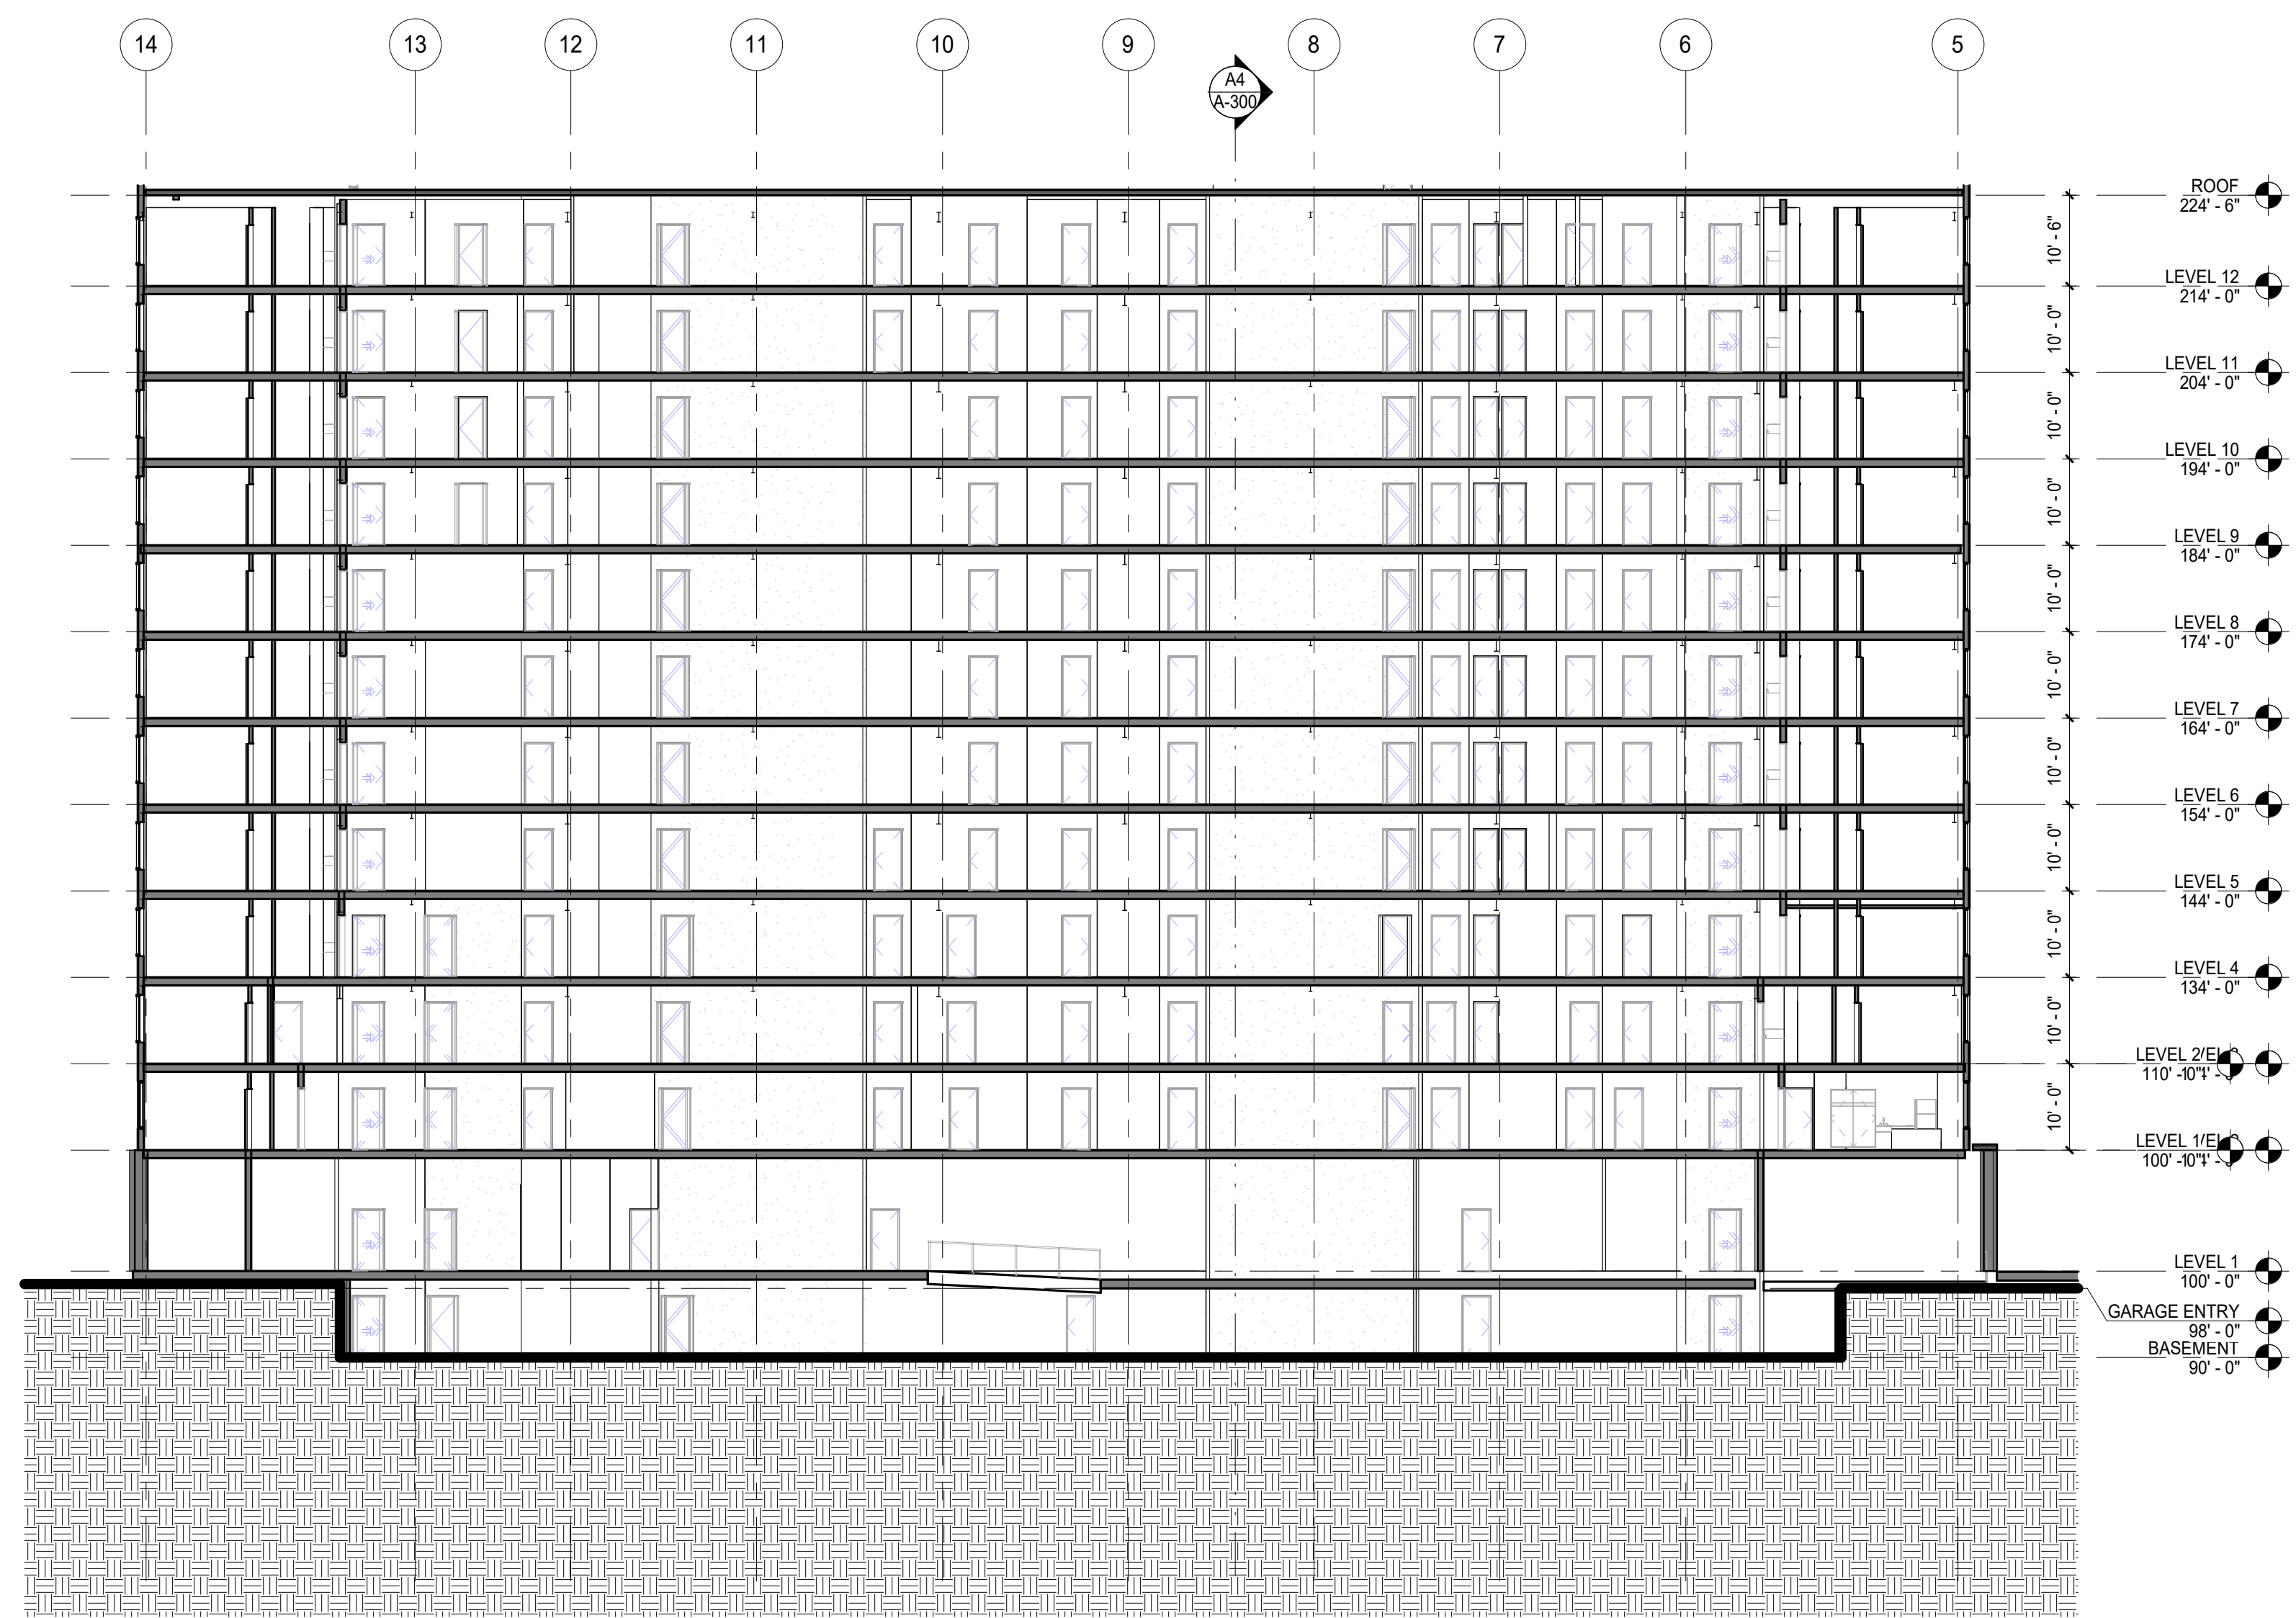 14 13 12 11 10 9 8 7 6 5
A4
A-300
ROOF
224' - 6"
10' - 6"
LEVEL 12
214' - 0"
10' - 0"
LEVEL 11
204' - 0"
10' - 0"
LEVEL 10
194' - 0"
10' - 0"
LEVEL 9
184' - 0"
10' - 0"
LEVEL 8
174' - 0"
10' - 0"
LEVEL 7
164' - 0"
10' - 0"
LEVEL 6
154' - 0"
10' - 0"
LEVEL 5
144' - 0"
10' - 0"
LEVEL 4
134' - 0"
10' - 0"
LEVEL 2
110' -
10' - 0"
LEVEL 1
100' -
LEVEL 1
100' - 0"
GARAGE ENTRY
98' - 0"
BASEMENT
90' - 0"